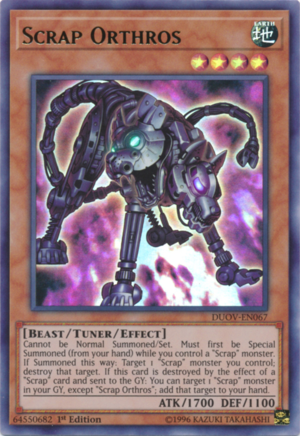 SCRAP ORTHROS
EARTH
地
DUOV-EN067
[BEAST/TUNER/EFFECT]
Cannot be Normal Summoned/Set. Must first be Special
Summoned (from your hand) while you control a "Scrap" monster.
If Summoned this way: Target 1 "Scrap" monster you control;
destroy that target. If this card is destroyed by the effect of a
"Scrap" card and sent to the GY: You can target 1 "Scrap" monster
in your GY, except "Scrap Orthros"; add that target to your hand.
ATK/1700 DEF/1100
64550682 1st Edition ©1996 KAZUKI TAKAHASHI